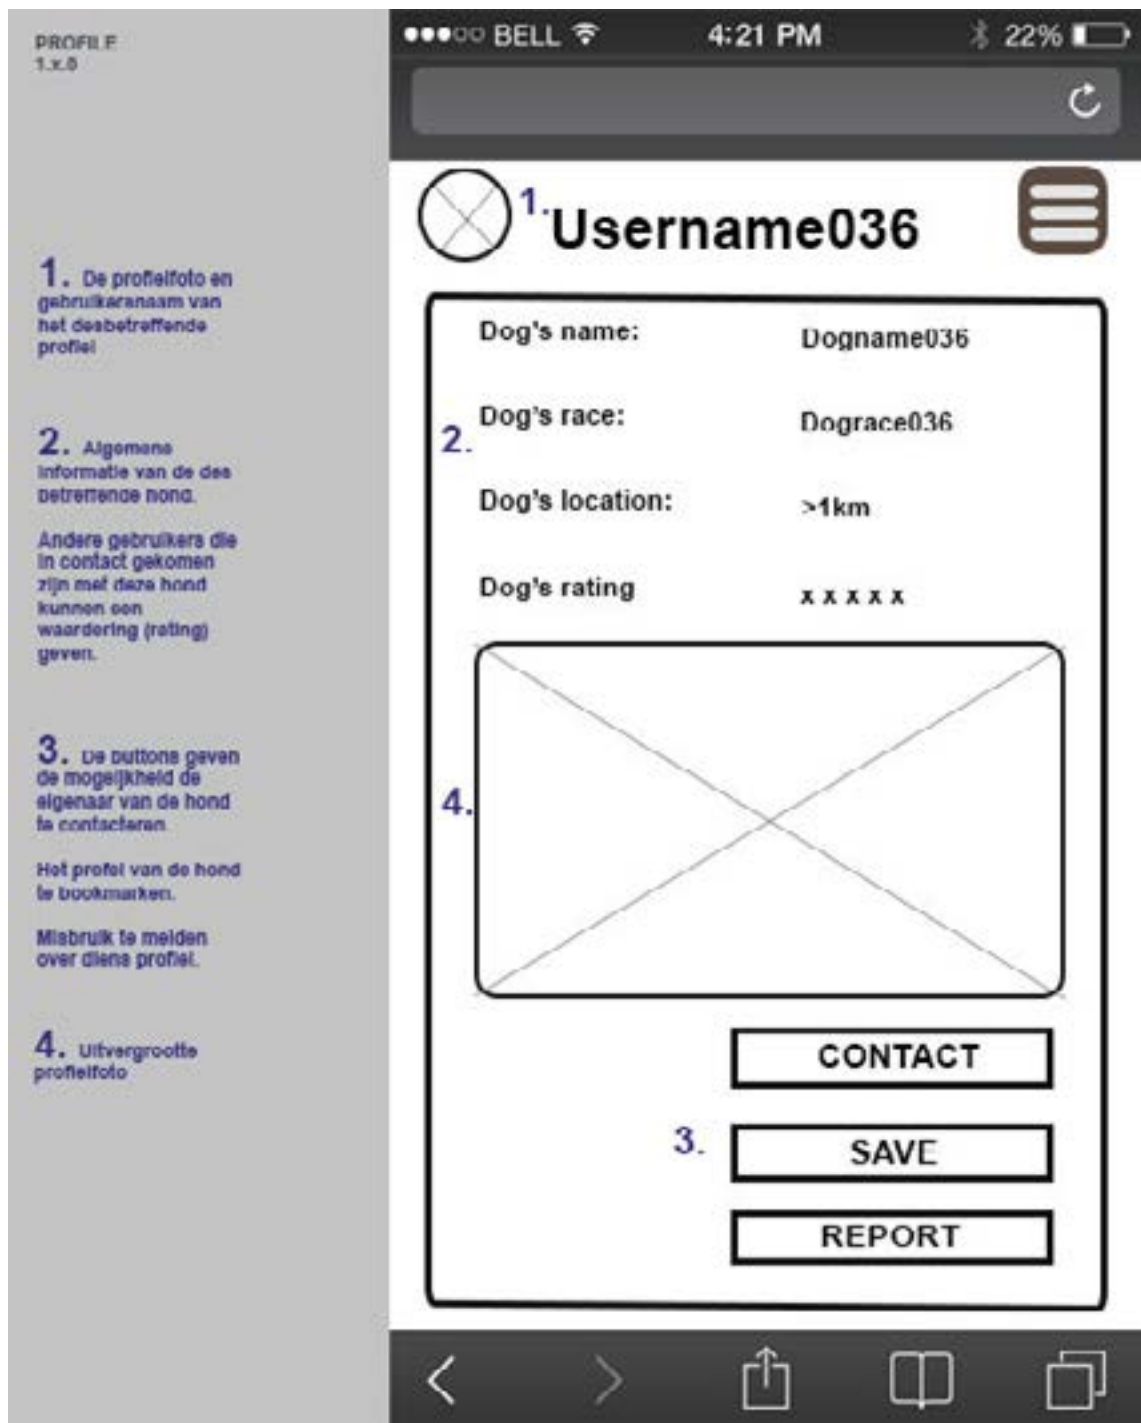 PROFILE
1.x.0
1. De profielfoto en
gebruikersnaam van
het desbetreffende
profiel
2. Algemene
informatie van de des
betreffende hond.
Andere gebruikers die
in contact gekomen
zijn met deze hond
kunnen een
waardering (rating)
geven.
3. De buttons geven
de mogelijkheid de
eigenaar van de hond
te contacteren
Het profel van de hond
te bookmarken.
Misbruik te melden
over diens profiel.
4. Uitvergrootte
profielfoto
BELL 4:21 PM 22%
1. Username036
Dog's name: Dogname036
2. Dog's race: Dograce036
Dog's location: >1km
Dog's rating x x x x x
4.
CONTACT
3. SAVE
REPORT